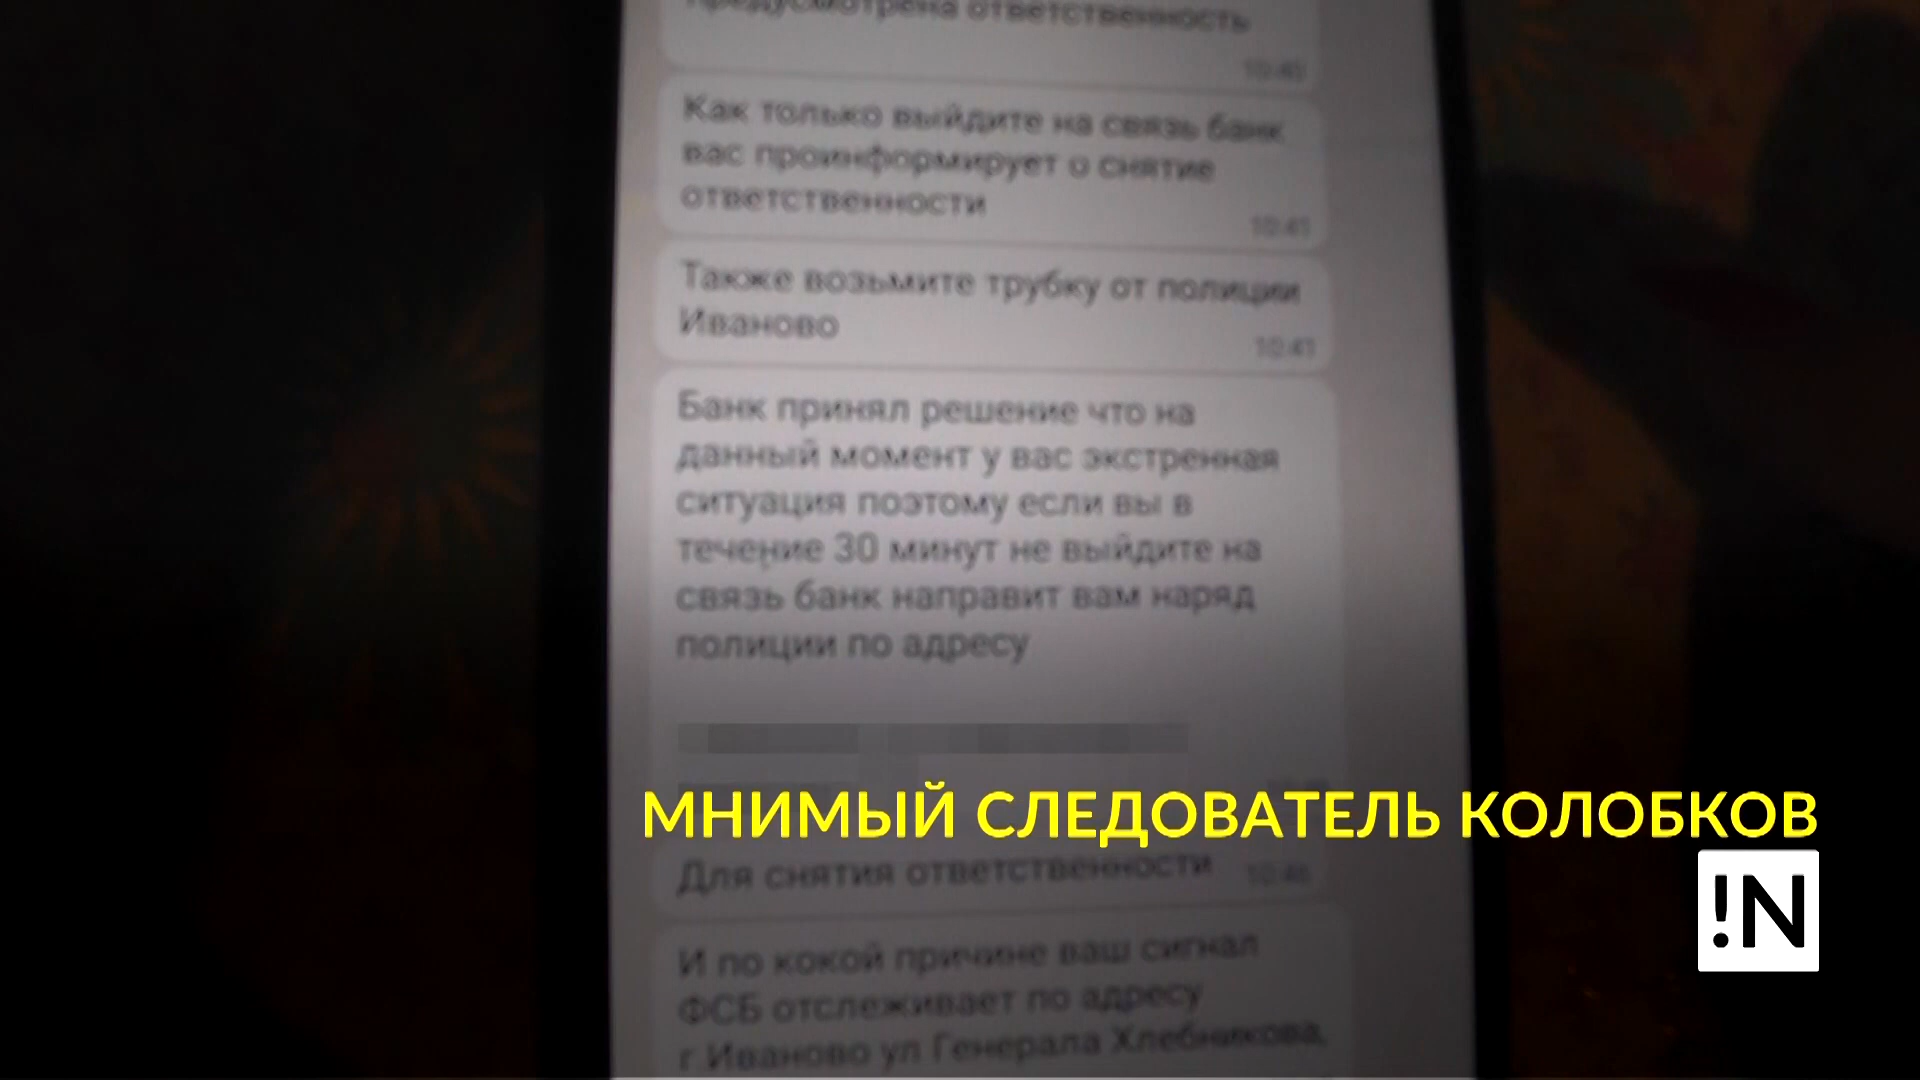 предусмотрена ответственность
10:40
Как только выйдите на связь банк
вас проинформирует о снятие
ответственности
10:41
Также возьмите трубку от полиции
Иваново
10:41
Банк принял решение что на
данный момент у вас экстренная
ситуация поэтому если вы в
течение 30 минут не выйдите на
связь банк направит вам наряд
полиции по адресу
МНИМЫЙ СЛЕДОВАТЕЛЬ КОЛОБКОВ
Для снятия ответственности
!N
И по кокой причине ваш сигнал
ФСБ отслеживает по адресу
г.Иваново ул Генерала Хлебникова,